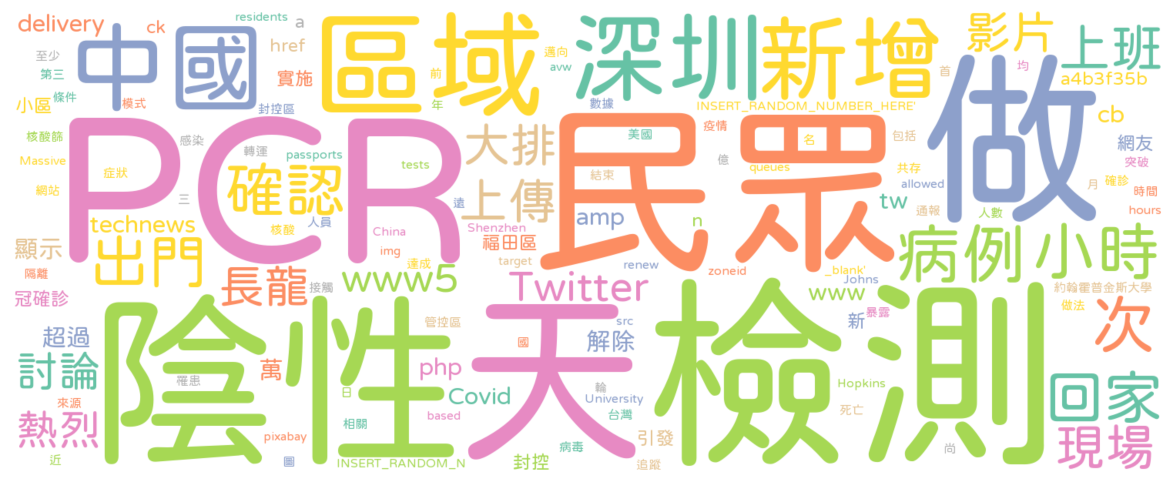 delivery
ck
residents
a
href
中國
區域
深圳
新增
影片
上班
至少
第三
條件
小區
模式
封控區
實施
前
年
邁向
avw
數據
INSERT_RANDOM_NUMBER_HERE'
首
均
a4b3f35b
cb
核酸篩
Massive
網站
症狀
感染
轉運
三
PCR
確認
passports
tests
大排
上傳
民眾
美國
疫情
名
億
queues
結束
包括
共存
allowed
通報
做
網友
突破
月
確診
時間
hours
tw
technews
出門
顯示
隔離
核酸
人員
China
img
遠
達成
Shenzhen
福田區
target
amp
n
renew
zoneid
人數
病例
小時
冠確診
長龍
接觸
www5
Twitter
_blank'
Johns
www
暴露
新
約翰霍普金斯大學
做法
次
超過
討論
陰性
管控區
國
天
src
解除
檢測
萬
罹患
日
php
Covid
based
輪
University
台灣
Hopkins
死亡
回家
來源
熱烈
近
pixabay
圖
相關
INSERT_RANDOM_N
封控
病毒
引發
追蹤
尚
現場